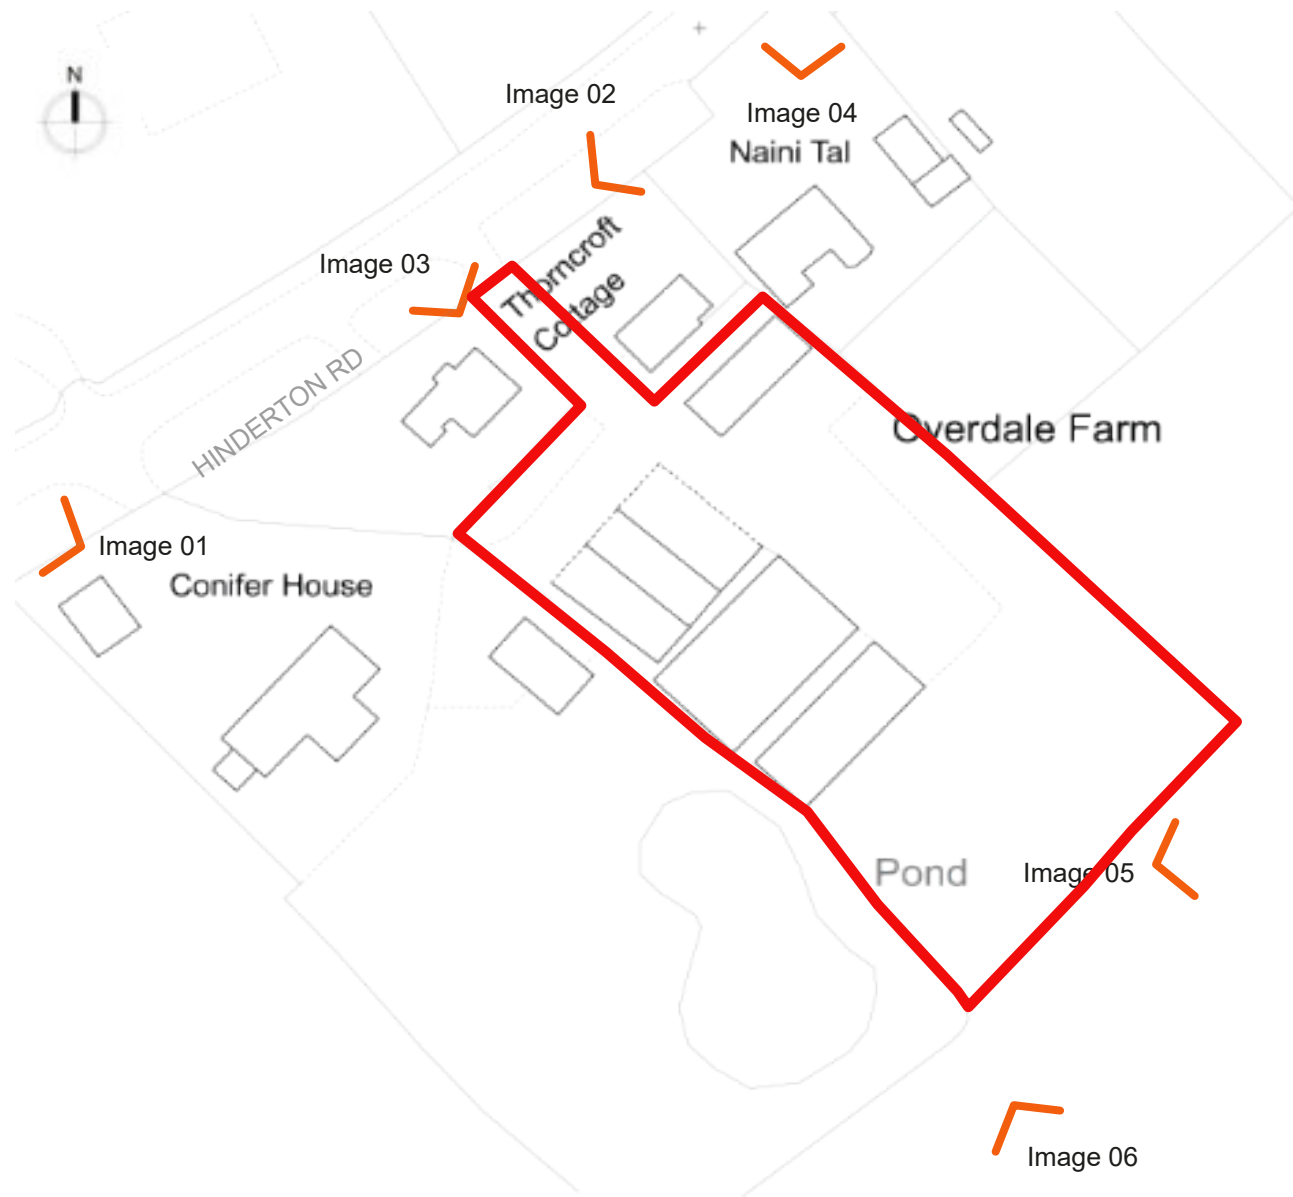 N
Image 02
Image 04
Naini Tal
Thorncroft
Cottage
Image 03
HINDERTON RD
Overdale Farm
Image 01
Conifer House
Pond
Image 05
Image 06